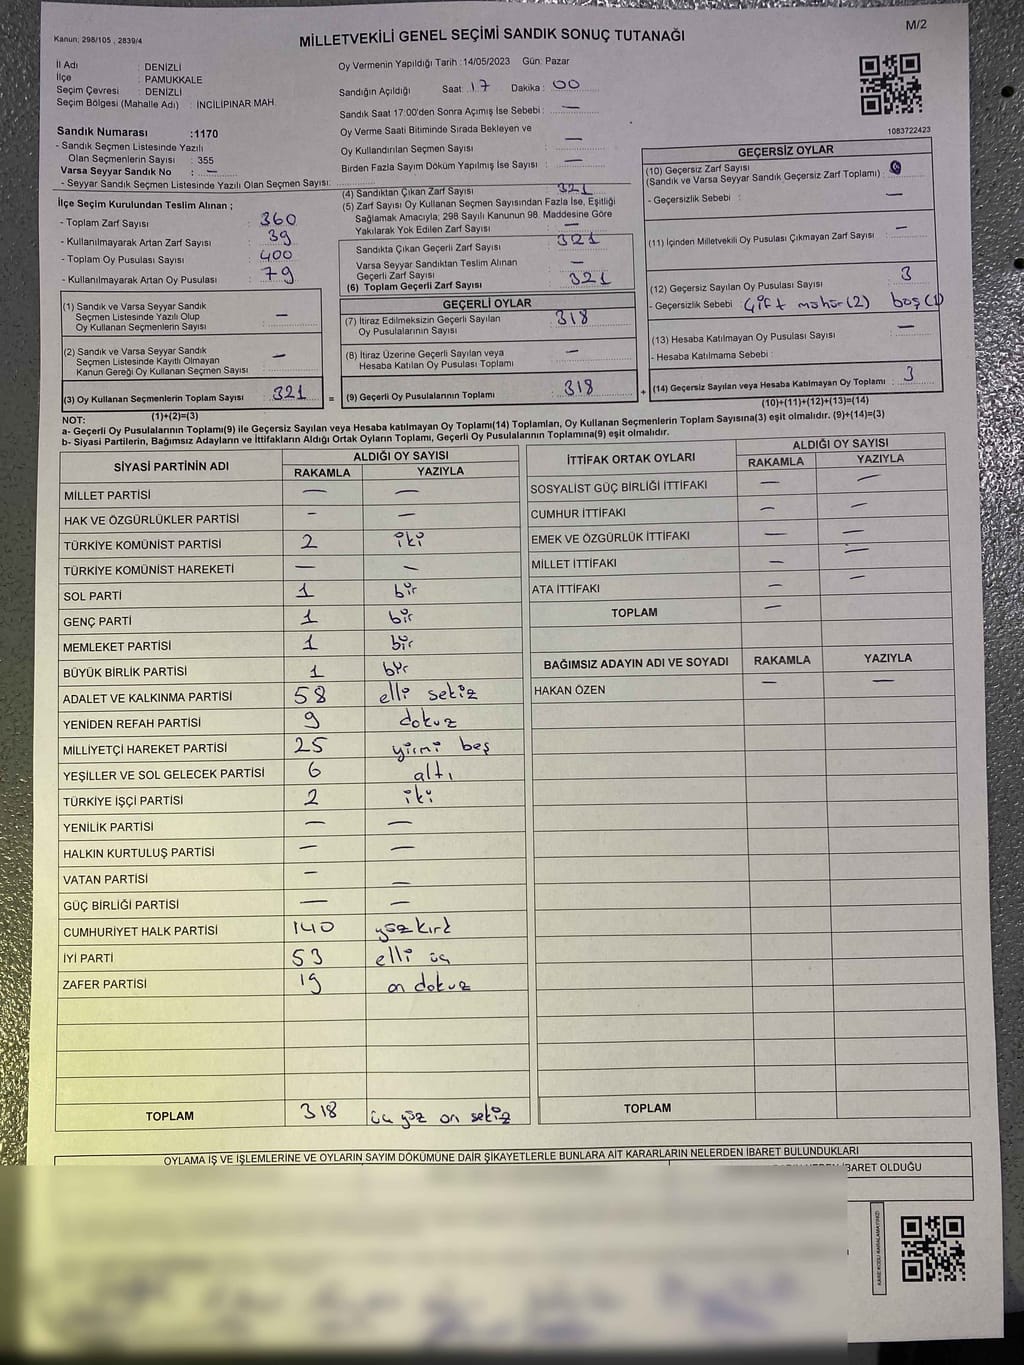 Kanun; 298/105 , 2839/4
MİLLETVEKİLİ GENEL SEÇİMİ SANDIK SONUÇ TUTANAĞI
M/2
İl Adı : DENİZLİ
İlçe : PAMUKKALE
Seçim Çevresi : DENİZLİ
Seçim Bölgesi (Mahalle Adı) : İNCİLİPINAR MAH.
Oy Vermenin Yapıldığı Tarih :14/05/2023 Gün: Pazar
Sandığın Açıldığı Saat: 17 Dakika : 00
Sandık Saat 17:00'den Sonra Açımış İse Sebebi : —
Oy Verme Saati Bitiminde Sırada Bekleyen ve
Oy Kullandırılan Seçmen Sayısı : —
Birden Fazla Sayım Döküm Yapılmış İse Sayısı : —
1083722423
Sandık Numarası :1170
- Sandık Seçmen Listesinde Yazılı
Olan Seçmenlerin Sayısı : 355
Varsa Seyyar Sandık No : —
- Seyyar Sandık Seçmen Listesinde Yazılı Olan Seçmen Sayısı:
İlçe Seçim Kurulundan Teslim Alınan ;
- Toplam Zarf Sayısı : 360
- Kullanılmayarak Artan Zarf Sayısı : 39
- Toplam Oy Pusulası Sayısı : 400
- Kullanılmayarak Artan Oy Pusulası : 79
(1) Sandık ve Varsa Seyyar Sandık
Seçmen Listesinde Yazılı Olup
Oy Kullanan Seçmenlerin Sayısı : —
(2) Sandık ve Varsa Seyyar Sandık
Seçmen Listesinde Kayıtlı Olmayan
Kanun Gereği Oy Kullanan Seçmen Sayısı : —
(3) Oy Kullanan Seçmenlerin Toplam Sayısı : 321
(1)+(2)=(3)
(4) Sandıktan Çıkan Zarf Sayısı : 321
(5) Zarf Sayısı Oy Kullanan Seçmen Sayısından Fazla İse, Eşitliği
Sağlamak Amacıyla; 298 Sayılı Kanunun 98. Maddesine Göre
Yakılarak Yok Edilen Zarf Sayısı : —
Sandıkta Çıkan Geçerli Zarf Sayısı : 321
Varsa Seyyar Sandıktan Teslim Alınan
Geçerli Zarf Sayısı : —
(6) Toplam Geçerli Zarf Sayısı : 321
GEÇERLİ OYLAR
(7) İtiraz Edilmeksizin Geçerli Sayılan
Oy Pusulalarının Sayısı : 318
(8) İtiraz Üzerine Geçerli Sayılan veya
Hesaba Katılan Oy Pusulası Toplamı : —
= (9) Geçerli Oy Pusulalarının Toplamı : 318 +
GEÇERSİZ OYLAR
(10) Geçersiz Zarf Sayısı
(Sandık ve Varsa Seyyar Sandık Geçersiz Zarf Toplamı) :
- Geçersizlik Sebebi : —
(11) İçinden Milletvekili Oy Pusulası Çıkmayan Zarf Sayısı : —
(12) Geçersiz Sayılan Oy Pusulası Sayısı : 3
- Geçersizlik Sebebi : Çift mühür (2) boş (1)
(13) Hesaba Katılmayan Oy Pusulası Sayısı : —
- Hesaba Katılmama Sebebi :
(14) Geçersiz Sayılan veya Hesaba Katılmayan Oy Toplamı : 3
(10)+(11)+(12)+(13)=(14)
NOT:
a- Geçerli Oy Pusulalarının Toplamı(9) ile Geçersiz Sayılan veya Hesaba katılmayan Oy Toplamı(14) Toplamları, Oy Kullanan Seçmenlerin Toplam Sayısına(3) eşit olmalıdır. (9)+(14)=(3)
b- Siyasi Partilerin, Bağımsız Adayların ve İttifakların Aldığı Ortak Oyların Toplamı, Geçerli Oy Pusulalarının Toplamına(9) eşit olmalıdır.
SİYASİ PARTİNİN ADI ALDIĞI OY SAYISI
RAKAMLA YAZIYLA
MİLLET PARTİSİ — —
HAK VE ÖZGÜRLÜKLER PARTİSİ - —
TÜRKİYE KOMÜNİST PARTİSİ 2 iki
TÜRKİYE KOMÜNİST HAREKETİ — —
SOL PARTİ 1 bir
GENÇ PARTİ 1 bir
MEMLEKET PARTİSİ 1 bir
BÜYÜK BİRLİK PARTİSİ 1 bir
ADALET VE KALKINMA PARTİSİ 58 elli sekiz
YENİDEN REFAH PARTİSİ 9 dokuz
MİLLİYETÇİ HAREKET PARTİSİ 25 yirmi beş
YEŞİLLER VE SOL GELECEK PARTİSİ 6 altı
TÜRKİYE İŞÇİ PARTİSİ 2 iki
YENİLİK PARTİSİ — —
HALKIN KURTULUŞ PARTİSİ — —
VATAN PARTİSİ — —
GÜÇ BİRLİĞİ PARTİSİ — —
CUMHURİYET HALK PARTİSİ 140 yüz kırk
İYİ PARTİ 53 elli üç
ZAFER PARTİSİ 19 on dokuz
TOPLAM 318 üç yüz on sekiz
İTTİFAK ORTAK OYLARI ALDIĞI OY SAYISI
RAKAMLA YAZIYLA
SOSYALİST GÜÇ BİRLİĞİ İTTİFAKI — —
CUMHUR İTTİFAKI — —
EMEK VE ÖZGÜRLÜK İTTİFAKI — —
MİLLET İTTİFAKI — —
ATA İTTİFAKI — —
TOPLAM —
BAĞIMSIZ ADAYIN ADI VE SOYADI RAKAMLA YAZIYLA
HAKAN ÖZEN — —
TOPLAM
OYLAMA İŞ VE İŞLEMLERİNE VE OYLARIN SAYIM DÖKÜMÜNE DAİR ŞİKAYETLERLE BUNLARA AİT KARARLARIN NELERDEN İBARET BULUNDUKLARI
İBARET OLDUĞU
KARE KODU KARALAMAYINIZ!